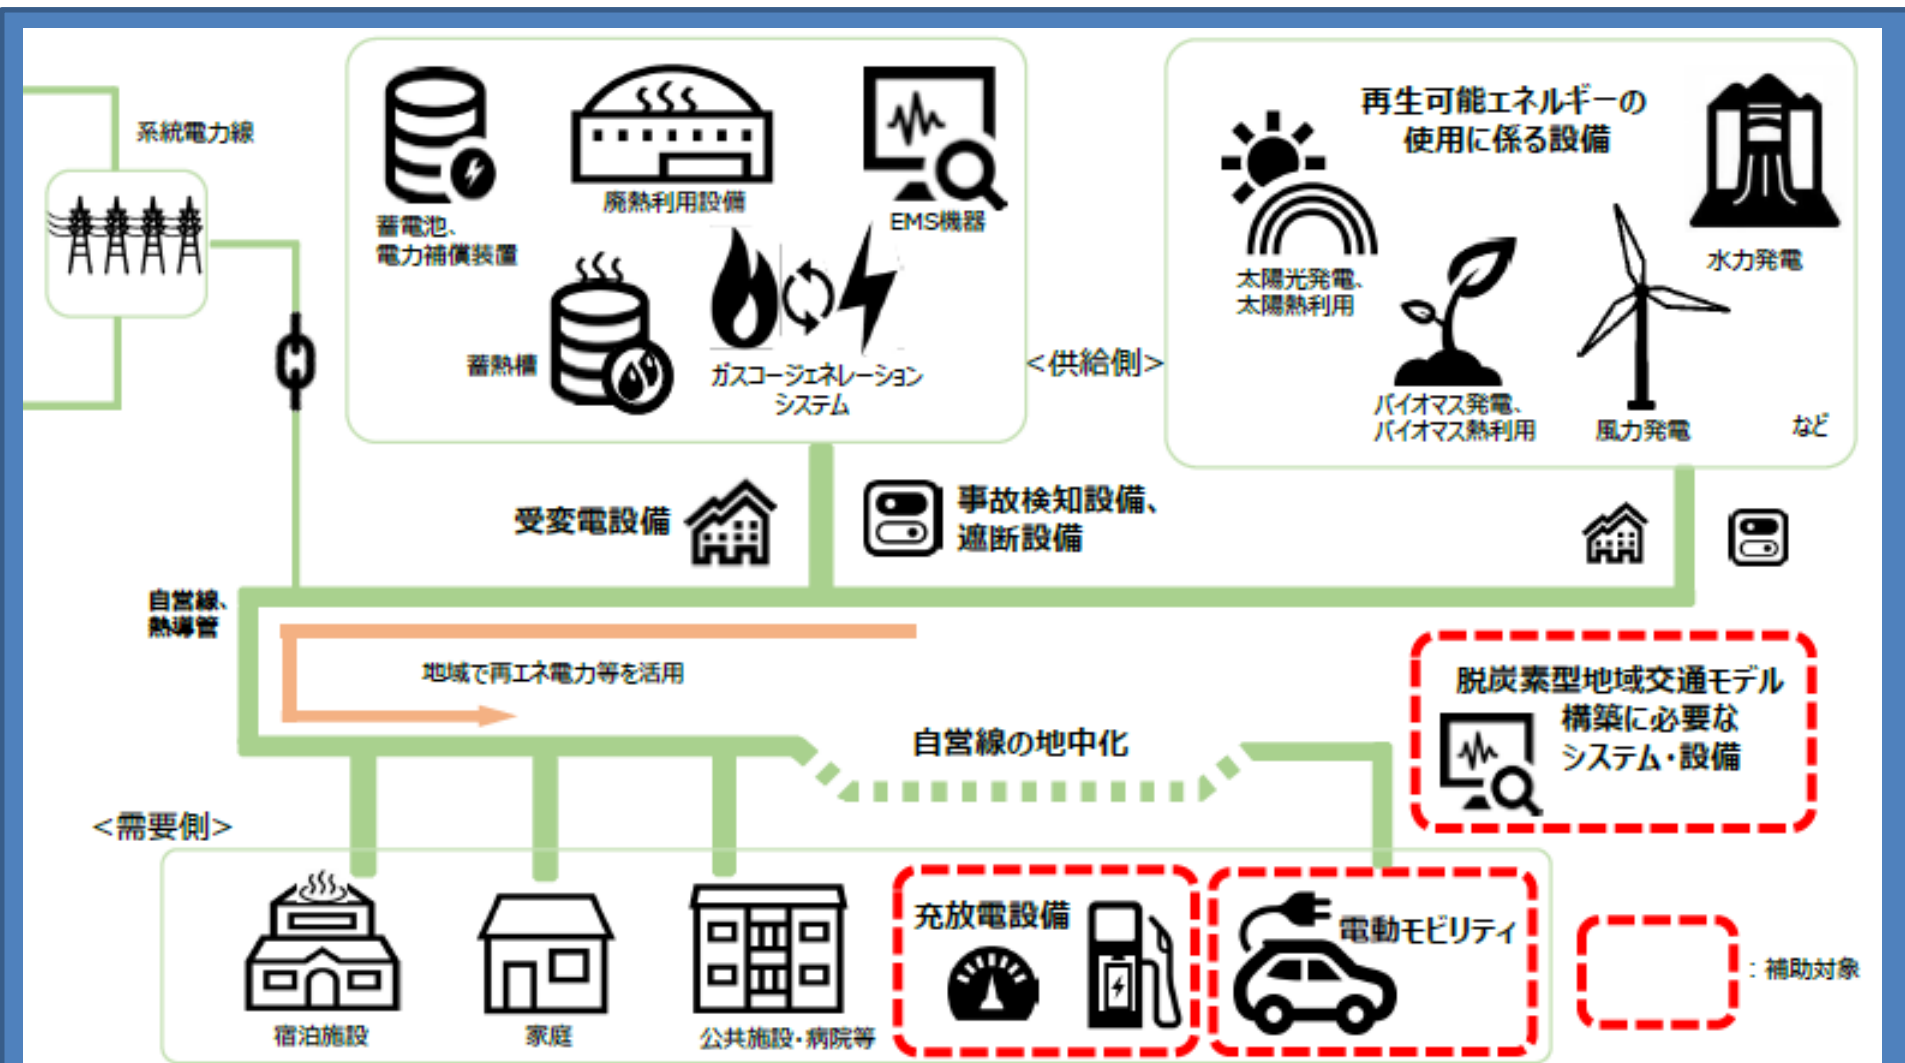 系統電力線
蓄電池、
電力補償装置
廃熱利用設備
EMS機器
蓄熱槽
ガスコージェネレーション
システム
<供給側>
再生可能エネルギーの
使用に係る設備
太陽光発電、
太陽熱利用
水力発電
バイオマス発電、
バイオマス熱利用
風力発電
など
受変電設備
事故検知設備、
遮断設備
自営線、
熱導管
地域で再エネ電力等を活用
自営線の地中化
脱炭素型地域交通モデル
構築に必要な
システム・設備
<需要側>
宿泊施設
家庭
公共施設・病院等
充放電設備
電動モビリティ
：補助対象